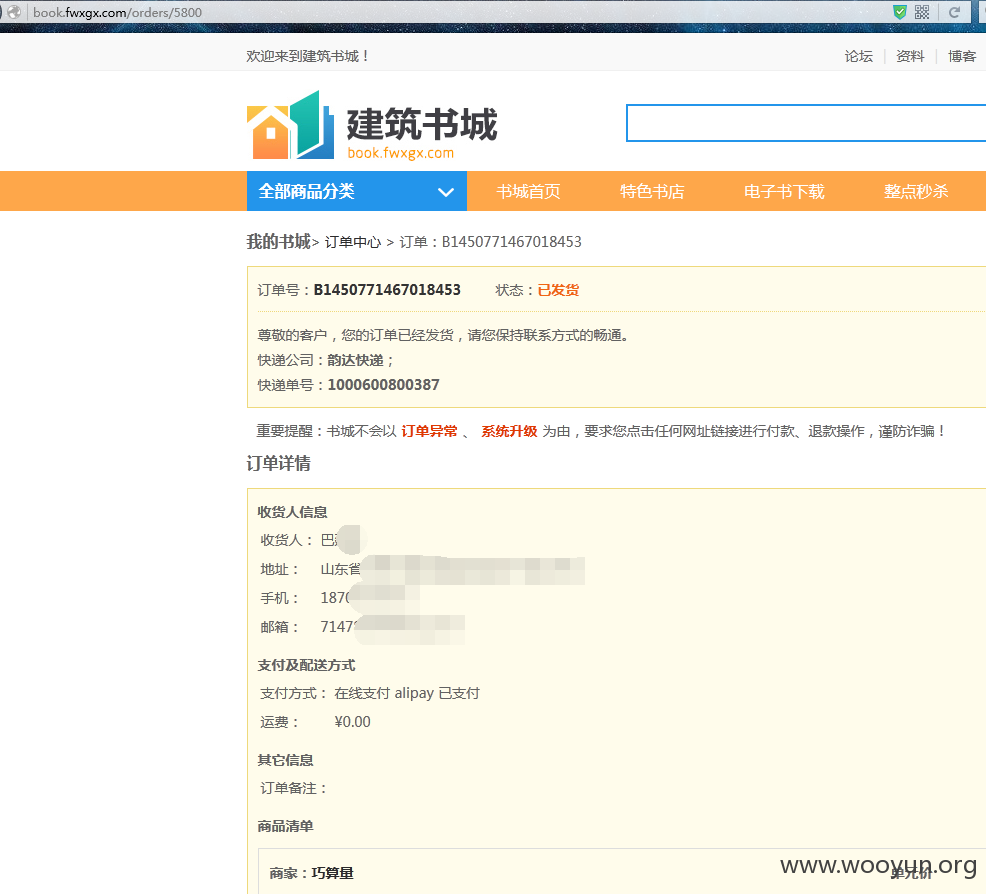 book.fwxgx.com/orders/5800
欢迎来到建筑书城！
论坛 | 资料 | 博客
建筑书城
book.fwxgx.com
全部商品分类 书城首页 特色书店 电子书下载 整点秒杀
我的书城> 订单中心 > 订单：B1450771467018453
订单号：B1450771467018453 状态：已发货
尊敬的客户，您的订单已经发货，请您保持联系方式的畅通。
快递公司：韵达快递；
快递单号：1000600800387
重要提醒：书城不会以 订单异常 、 系统升级 为由，要求您点击任何网址链接进行付款、退款操作，谨防诈骗！
订单详情
收货人信息
收货人： 巴
地址： 山东省
手机： 187
邮箱： 7147
支付及配送方式
支付方式： 在线支付 alipay 已支付
运费： ¥0.00
其它信息
订单备注：
商品清单
商家：巧算量 单元价
www.wooyun.org